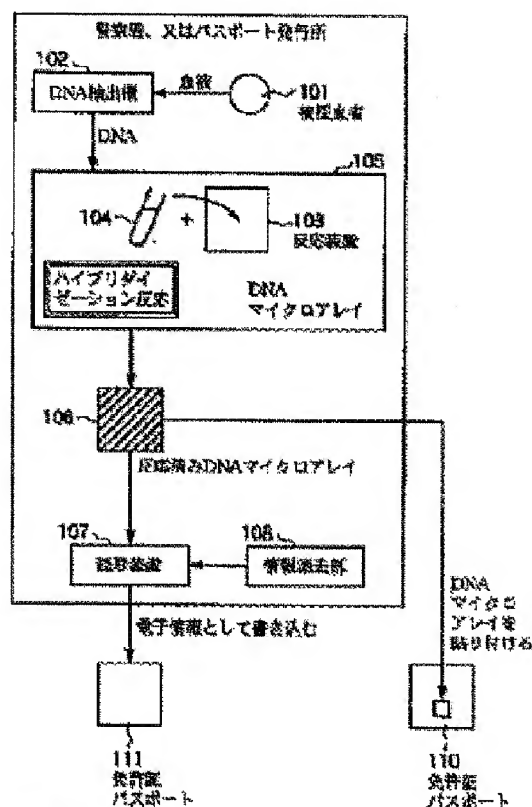 警察署、又はパスポート発行所
102
DNA検出機
血液
101
被採血者
DNA
105
104
+
103
反応装置
ハイブリダイ
ゼーション反応
DNA
マイクロアレイ
106
反応済みDNAマイクロアレイ
107
読取装置
108
情報消去部
電子情報として書き込む
DNA
マイクロ
アレイを
貼り付ける
111
免許証
パスポート
110
免許証
パスポート